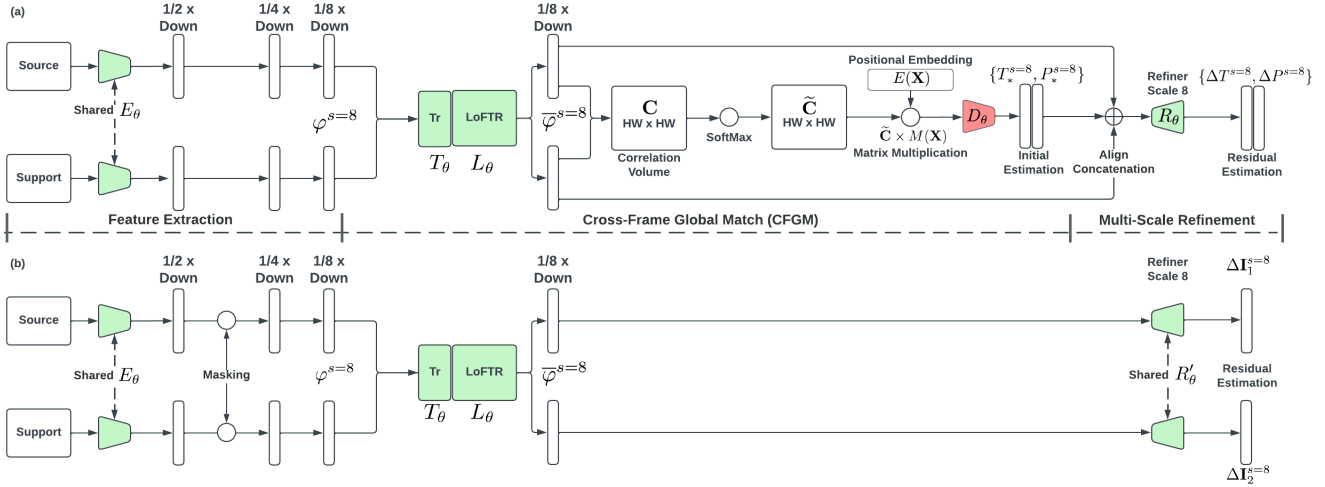 (a)
1/2 x
Down
1/4 x
Down
1/8 x
Down
1/8 x
Down
Source
Shared E_θ
Support
φ^{s=8}
Tr
LoFTR
T_θ
L_θ
φ̅^{s=8}
C
HW x HW
Correlation
Volume
SoftMax
C̃
HW x HW
Positional Embedding
E(X)
C̃ × M(X)
Matrix Multiplication
D_θ
{T_*^{s=8}, P_*^{s=8}}
Initial
Estimation
Align
Concatenation
Refiner
Scale 8
R_θ
{ΔT^{s=8}, ΔP^{s=8}}
Residual
Estimation
Feature Extraction
Cross-Frame Global Match (CFGM)
Multi-Scale Refinement
(b)
1/2 x
Down
1/4 x
Down
1/8 x
Down
1/8 x
Down
Source
Shared E_θ
Support
Masking
φ^{s=8}
Tr
LoFTR
T_θ
L_θ
φ̅^{s=8}
Refiner
Scale 8
Shared R'_θ
ΔI_1^{s=8}
Residual
Estimation
ΔI_2^{s=8}